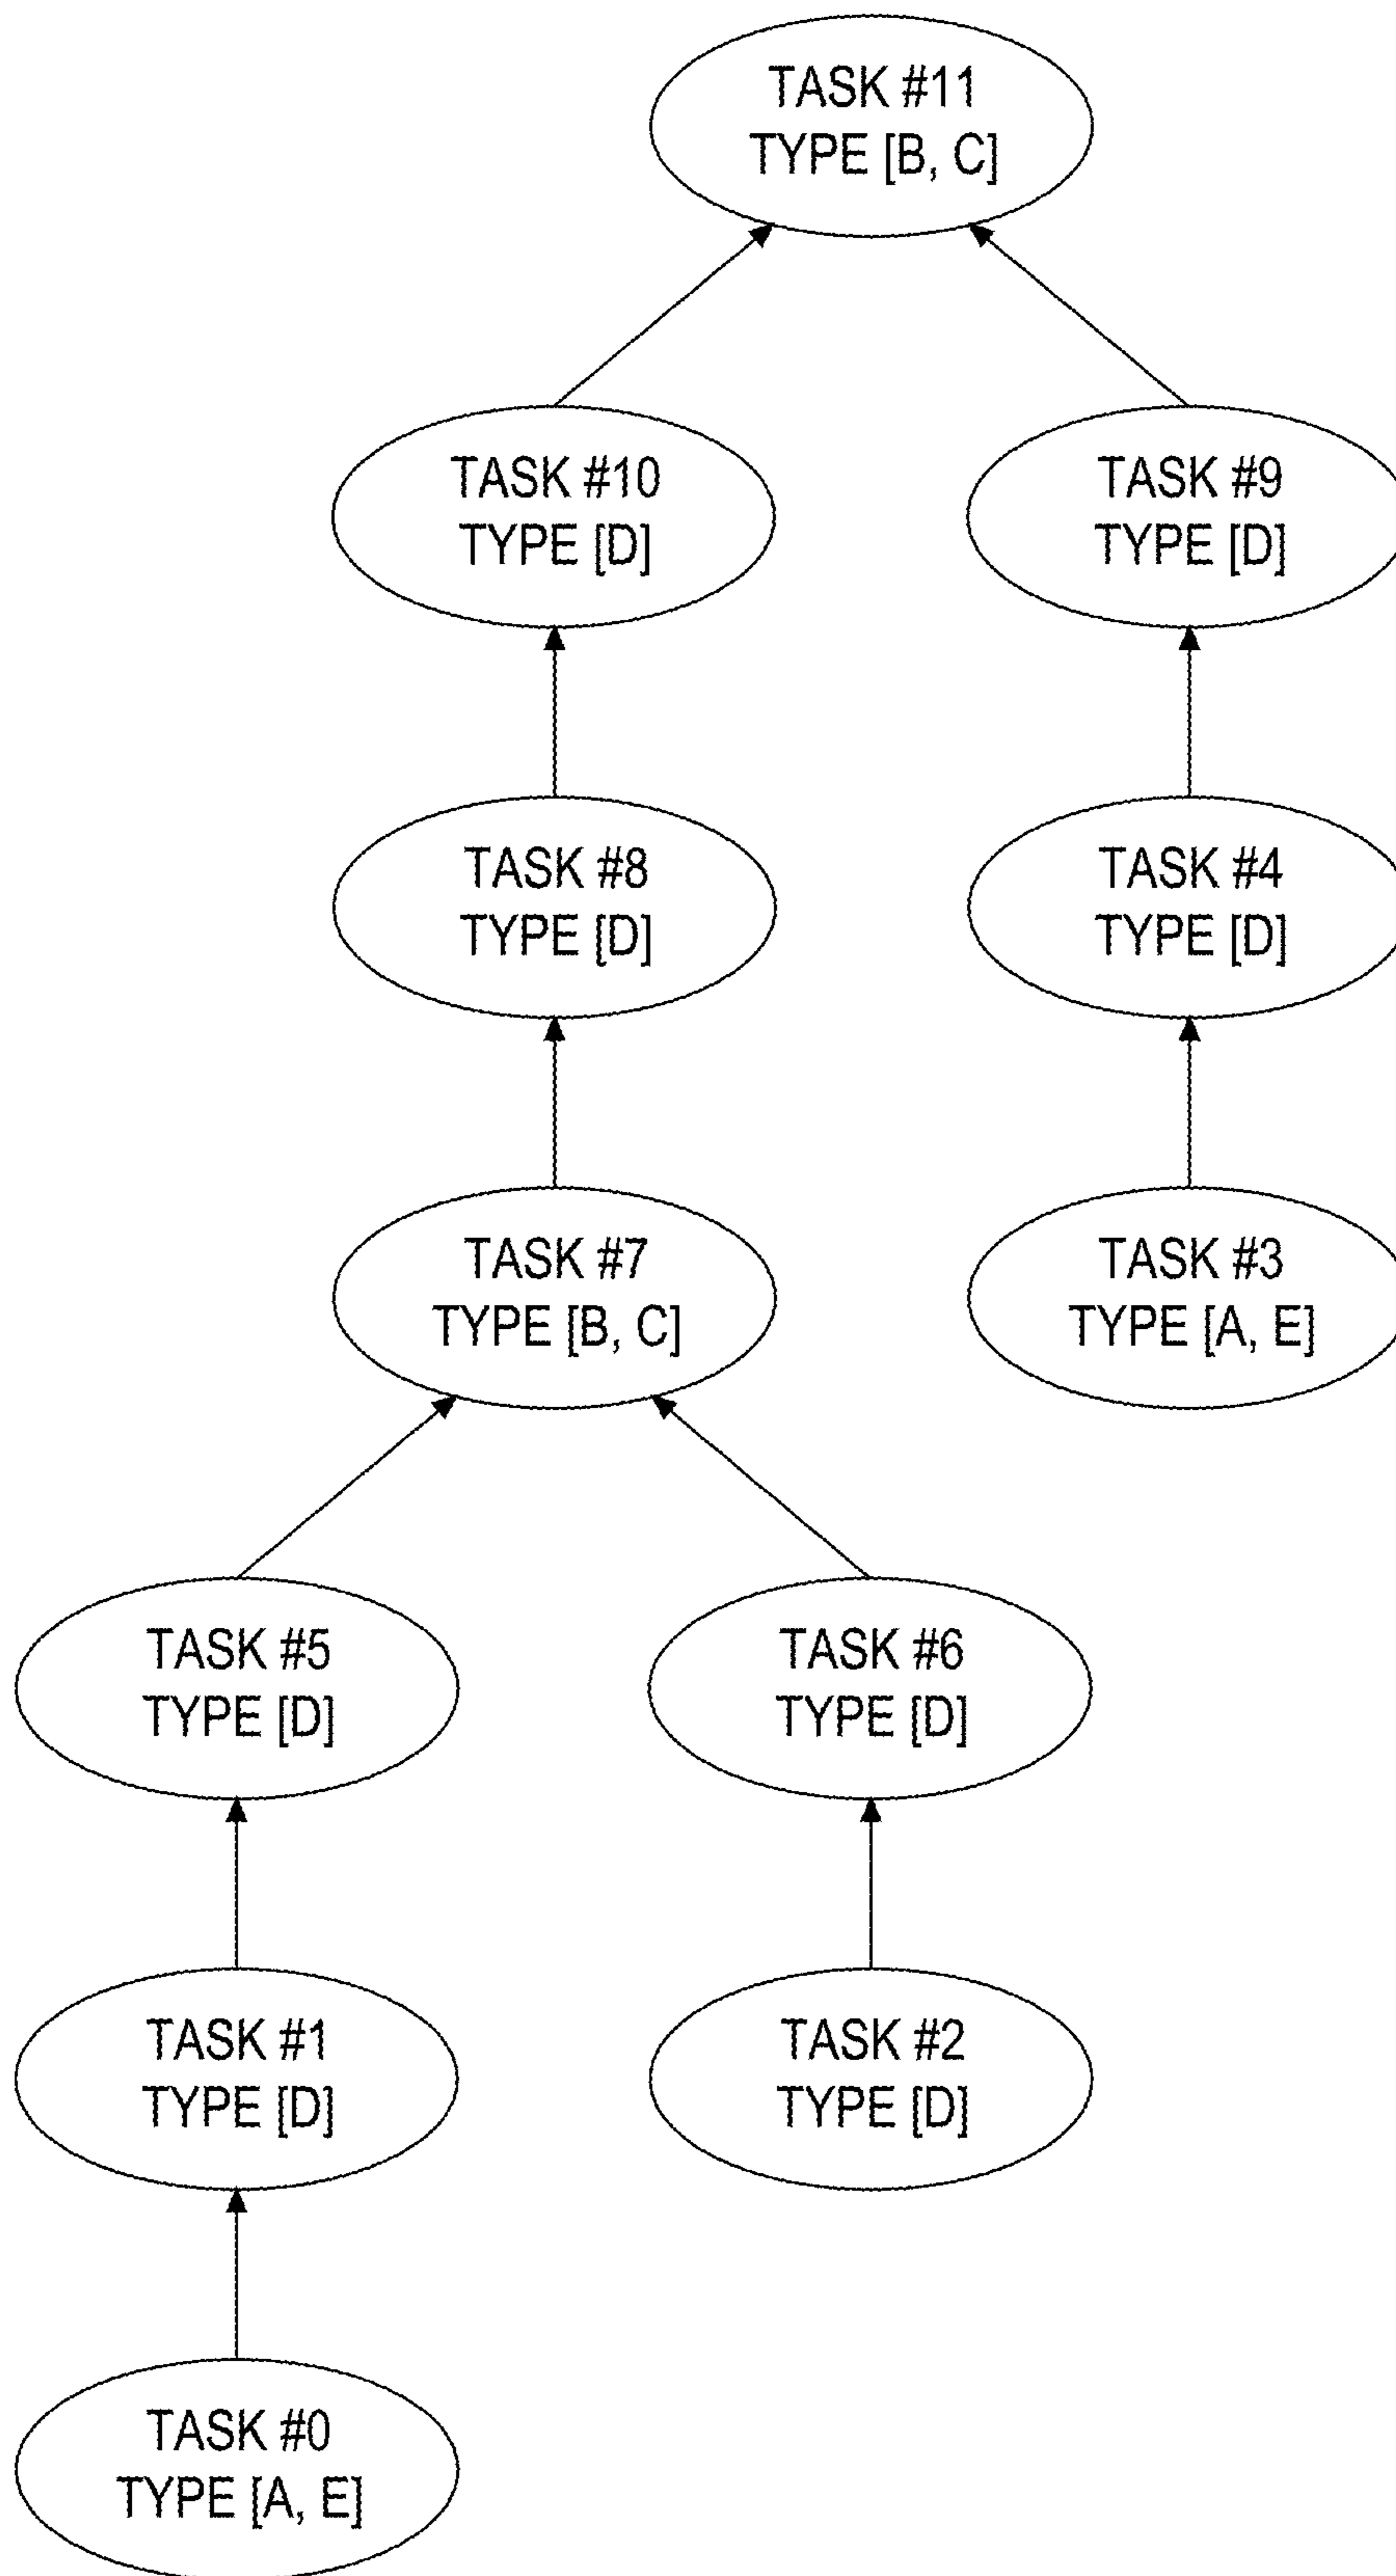 TASK #11
TYPE [B, C]
TASK #10
TYPE [D]
TASK #9
TYPE [D]
TASK #8
TYPE [D]
TASK #4
TYPE [D]
TASK #7
TYPE [B, C]
TASK #3
TYPE [A, E]
TASK #5
TYPE [D]
TASK #6
TYPE [D]
TASK #1
TYPE [D]
TASK #2
TYPE [D]
TASK #0
TYPE [A, E]